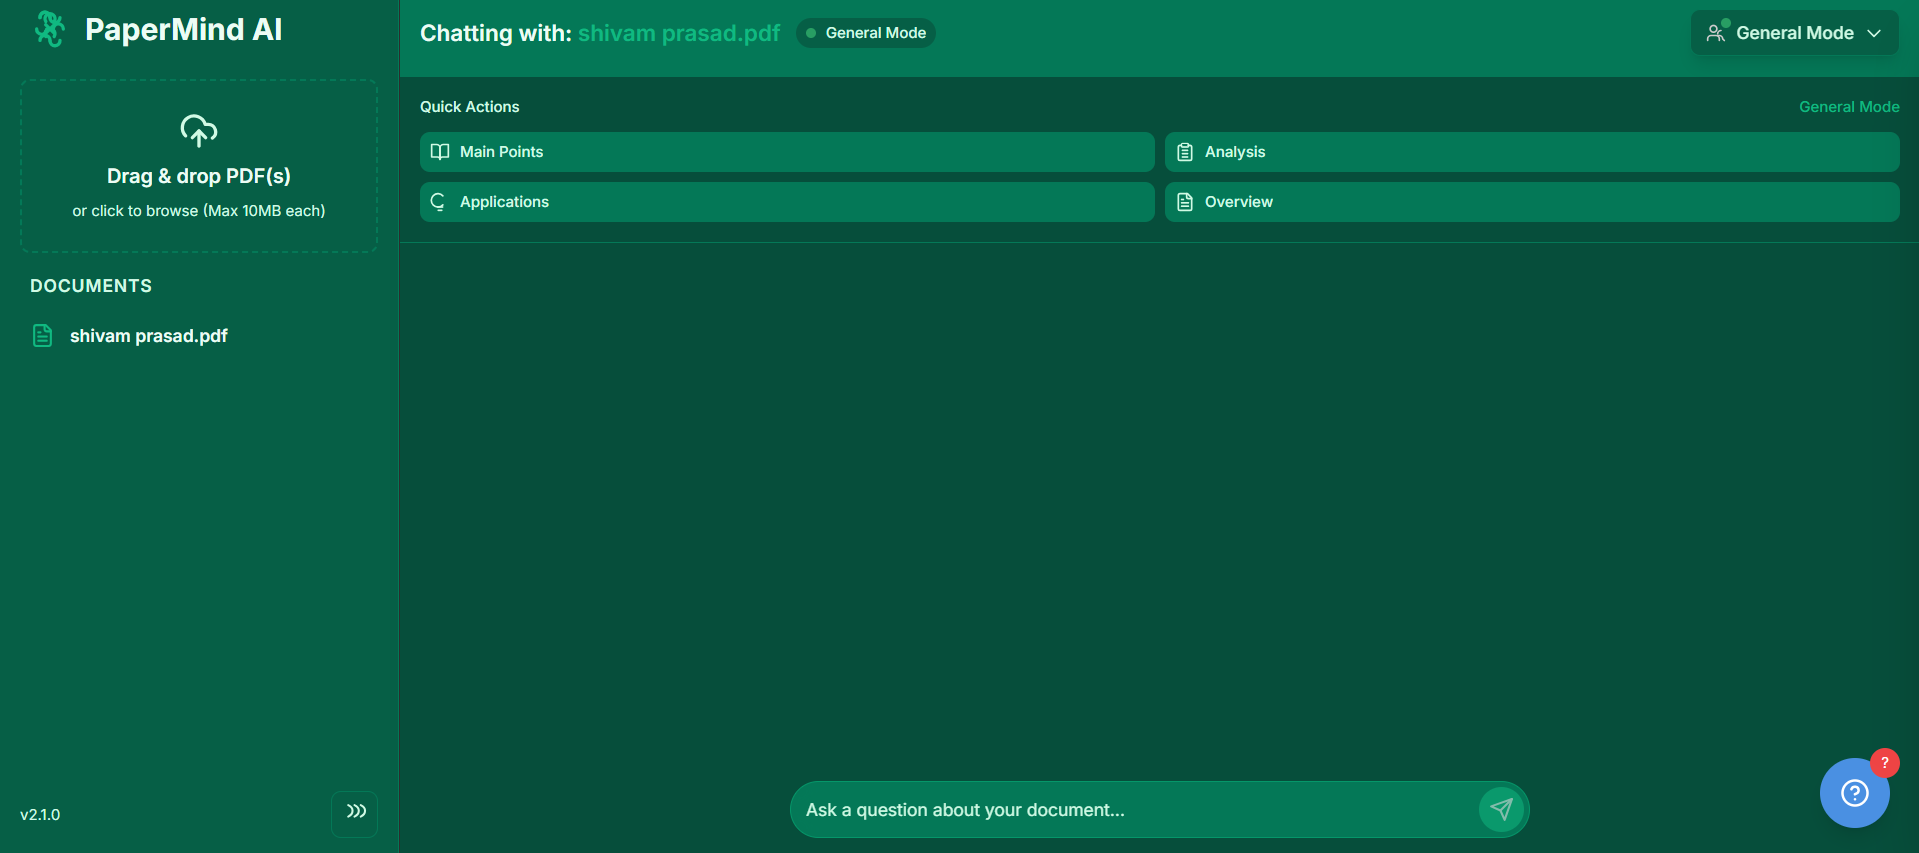 PaperMind AI
Drag & drop PDF(s)
or click to browse (Max 10MB each)
DOCUMENTS
shivam prasad.pdf
v2.1.0
Chatting with: shivam prasad.pdf
General Mode
General Mode
Quick Actions
General Mode
Main Points
Analysis
Applications
Overview
Ask a question about your document...
?
?